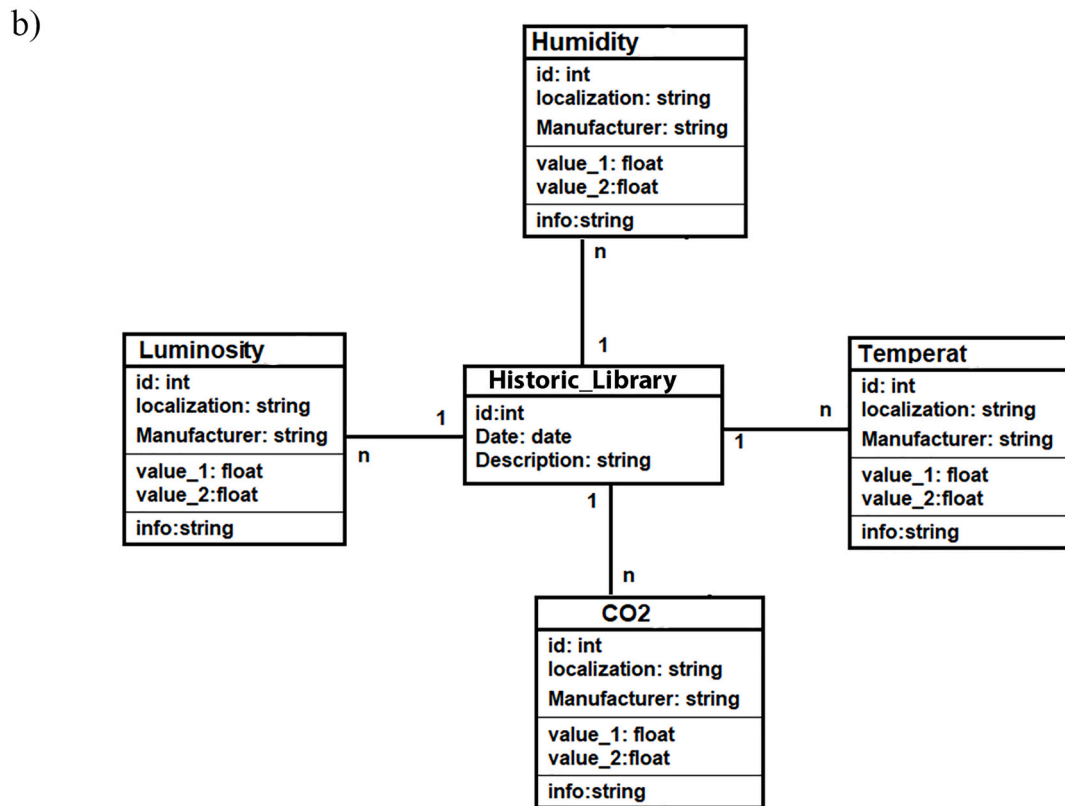 b)
Humidity
id: int
localization: string
Manufacturer: string
value_1: float
value_2:float
info:string
n
1
Luminosity
id: int
localization: string
Manufacturer: string
value_1: float
value_2:float
info:string
1
n
Historic_Library
id:int
Date: date
Description: string
n
1
Temperat
id: int
localization: string
Manufacturer: string
value_1: float
value_2:float
info:string
1
n
CO2
id: int
localization: string
Manufacturer: string
value_1: float
value_2:float
info:string